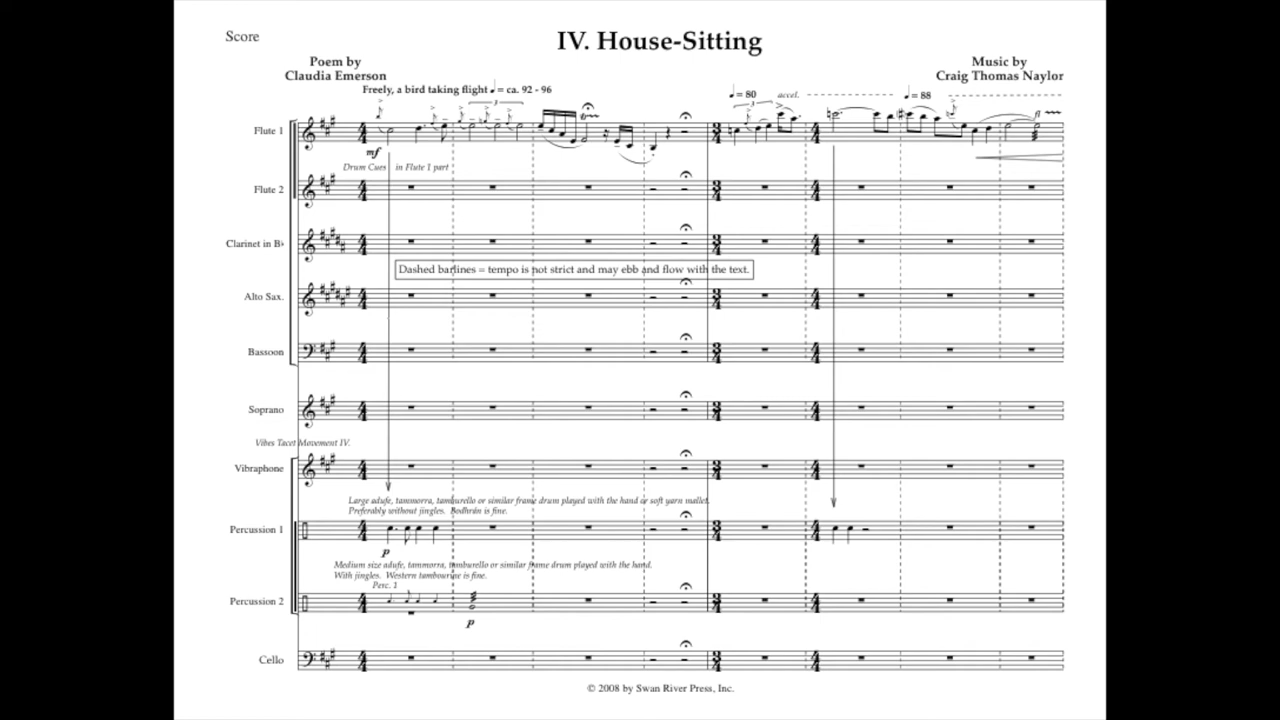 Score
IV. House-Sitting
Poem by
Claudia Emerson
Music by
Craig Thomas Naylor
Freely, a bird taking flight ♩ = ca. 92 - 96
♩ = 80
accel.
♩ = 88
3
3
fl
Flute 1
mf
Drum Cues in Flute 1 part
Flute 2
Clarinet in B♭
Dashed barlines = tempo is not strict and may ebb and flow with the text.
Alto Sax.
Bassoon
Soprano
Vibes Tacet Movement IV.
Vibraphone
Large adufe, tammorra, tamburello or similar frame drum played with the hand or soft yarn mallet.
Preferably without jingles. Bodhrán is fine.
Percussion 1
p
Medium size adufe, tammorra, tamburello or similar frame drum played with the hand.
With jingles. Western tambourine is fine.
Perc. 1
Percussion 2
p
Cello
© 2008 by Swan River Press, Inc.